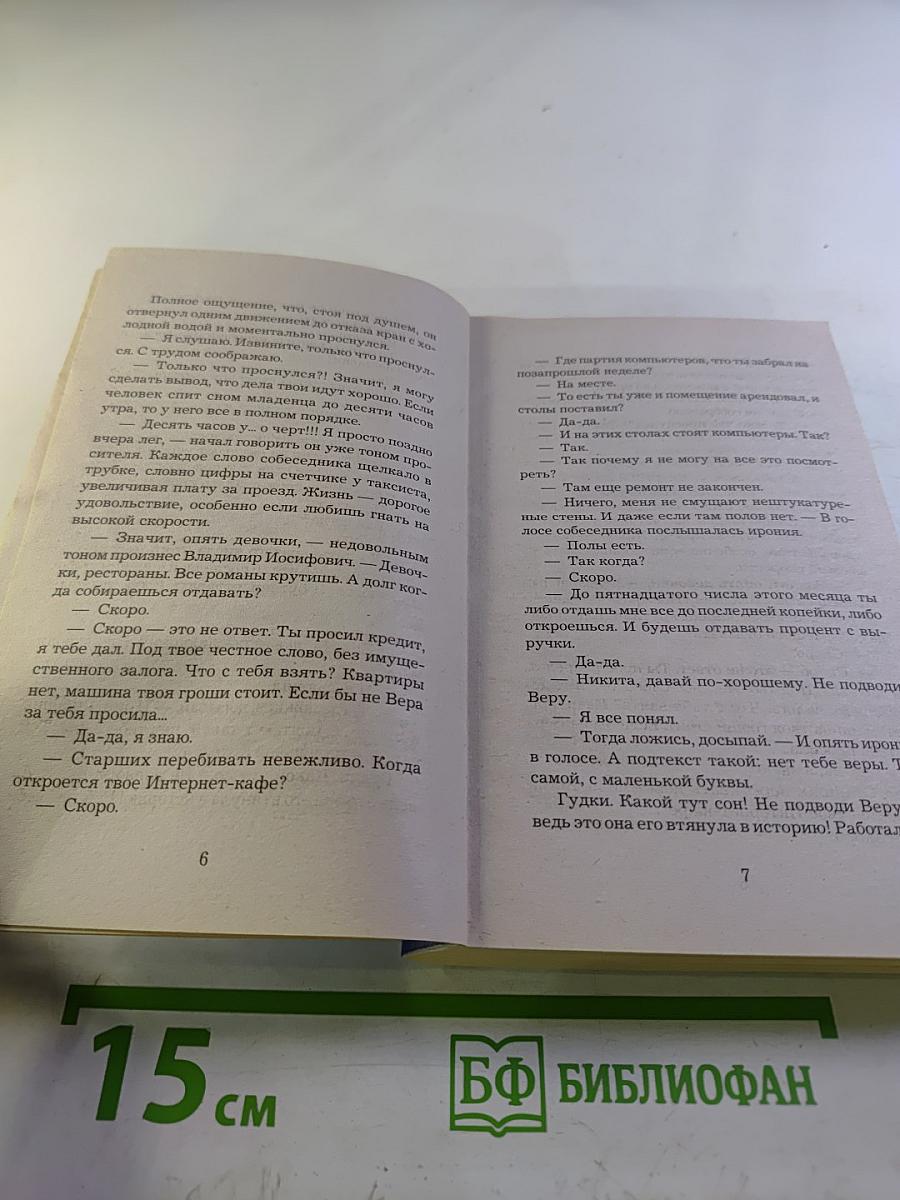 Полное ощущение, что, стоя под душем, он
отвернул одним движением до отказа кран с хо-
лодной водой и моментально проснулся.
— Я слушаю. Извините, только что проснул-
ся. С трудом соображаю.
— Только что проснулся?! Значит, я могу
сделать вывод, что дела твои идут хорошо. Если
человек спит сном младенца до десяти часов
утра, то у него все в полном порядке.
— Десять часов у... о черт!!! Я просто поздно
вчера лег, — начал говорить он уже тоном про-
сителя. Каждое слово собеседника щелкало в
трубке, словно цифры на счетчике у таксиста,
увеличивая плату за проезд. Жизнь — дорогое
удовольствие, особенно если любишь гнать на
высокой скорости.
— Значит, опять девочки, — недовольным
тоном произнес Владимир Иосифович. — Девоч-
ки, рестораны. Все романы крутишь. А долг ког-
да собираешься отдавать?
— Скоро.
— Скоро — это не ответ. Ты просил кредит,
я тебе дал. Под твое честное слово, без имуще-
ственного залога. Что с тебя взять? Квартиры
нет, машина твоя гроши стоит. Если бы не Вера
за тебя просила...
— Да-да, я знаю.
— Старших перебивать невежливо. Когда
откроется твое Интернет-кафе?
— Скоро.
6
— Где партия компьютеров, что ты забрал на
позапрошлой неделе?
— На месте.
— То есть ты уже и помещение арендовал, и
столы поставил?
— Да-да.
— И на этих столах стоят компьютеры. Так?
— Так.
— Так почему я не могу на все это посмот-
реть?
— Там еще ремонт не закончен.
— Ничего, меня не смущают нештукатуре-
ные стены. И даже если там полов нет. — В го-
лосе собеседника послышалась ирония.
— Полы есть.
— Так когда?
— Скоро.
— До пятнадцатого числа этого месяца ты
либо отдашь мне все до последней копейки, либо
откроешься. И будешь отдавать процент с вы-
ручки.
— Да-да.
— Никита, давай по-хорошему. Не подводи
Веру.
— Я все понял.
— Тогда ложись, досыпай. — И опять ирон
в голосе. А подтекст такой: нет тебе веры. Т
самой, с маленькой буквы.
Гудки. Какой тут сон! Не подводи Веру
ведь это она его втянула в историю! Работал
7
15 см
БФ БИБЛИОФАН